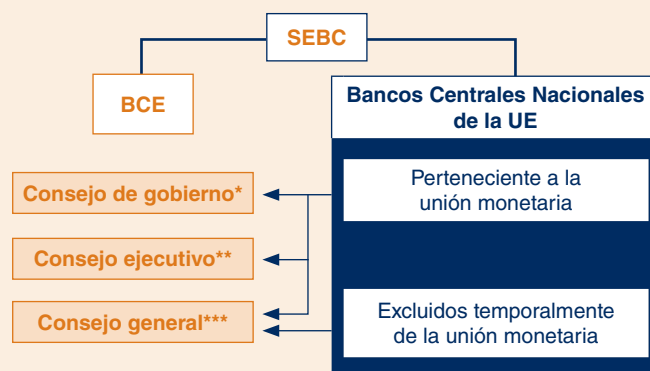 SEBC
BCE
Bancos Centrales Nacionales
de la UE
Consejo de gobierno*
Perteneciente a la
unión monetaria
Consejo ejecutivo**
Consejo general***
Excluidos temporalmente
de la unión monetaria